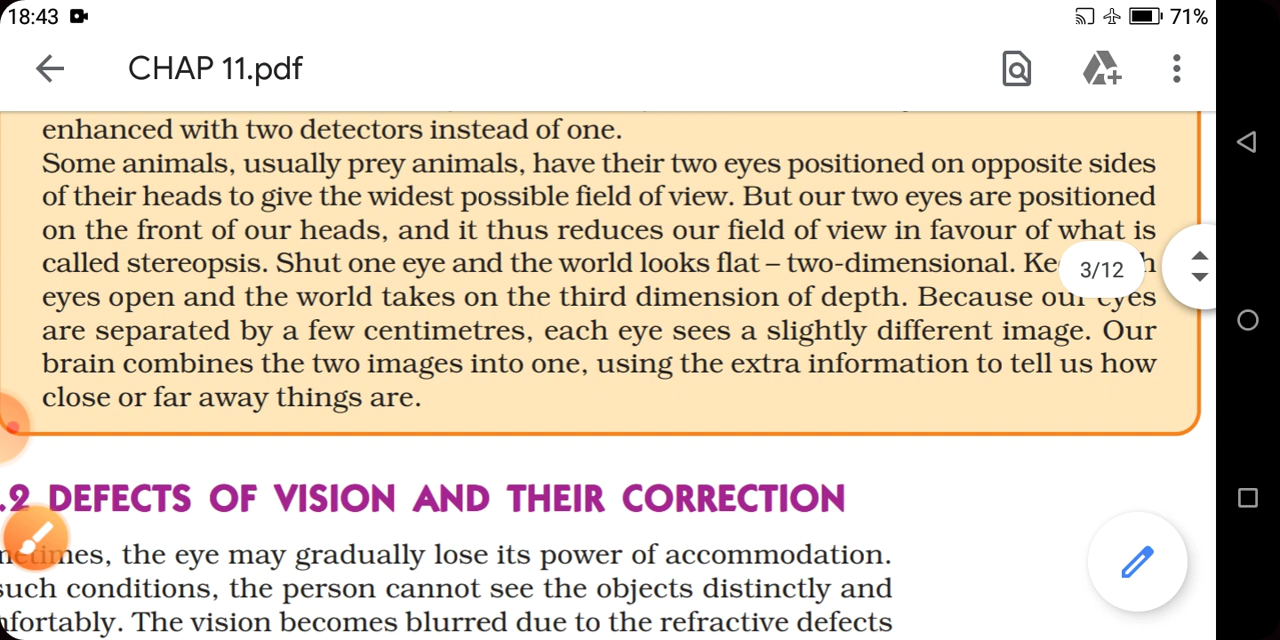 18:43
71%
CHAP 11.pdf
enhanced with two detectors instead of one.
Some animals, usually prey animals, have their two eyes positioned on opposite sides
of their heads to give the widest possible field of view. But our two eyes are positioned
on the front of our heads, and it thus reduces our field of view in favour of what is
called stereopsis. Shut one eye and the world looks flat – two-dimensional.
3/12
eyes open and the world takes on the third dimension of depth. Because our eyes
are separated by a few centimetres, each eye sees a slightly different image. Our
brain combines the two images into one, using the extra information to tell us how
close or far away things are.
.2 DEFECTS OF VISION AND THEIR CORRECTION
the eye may gradually lose its power of accommodation.
such conditions, the person cannot see the objects distinctly and
The vision becomes blurred due to the refractive defects